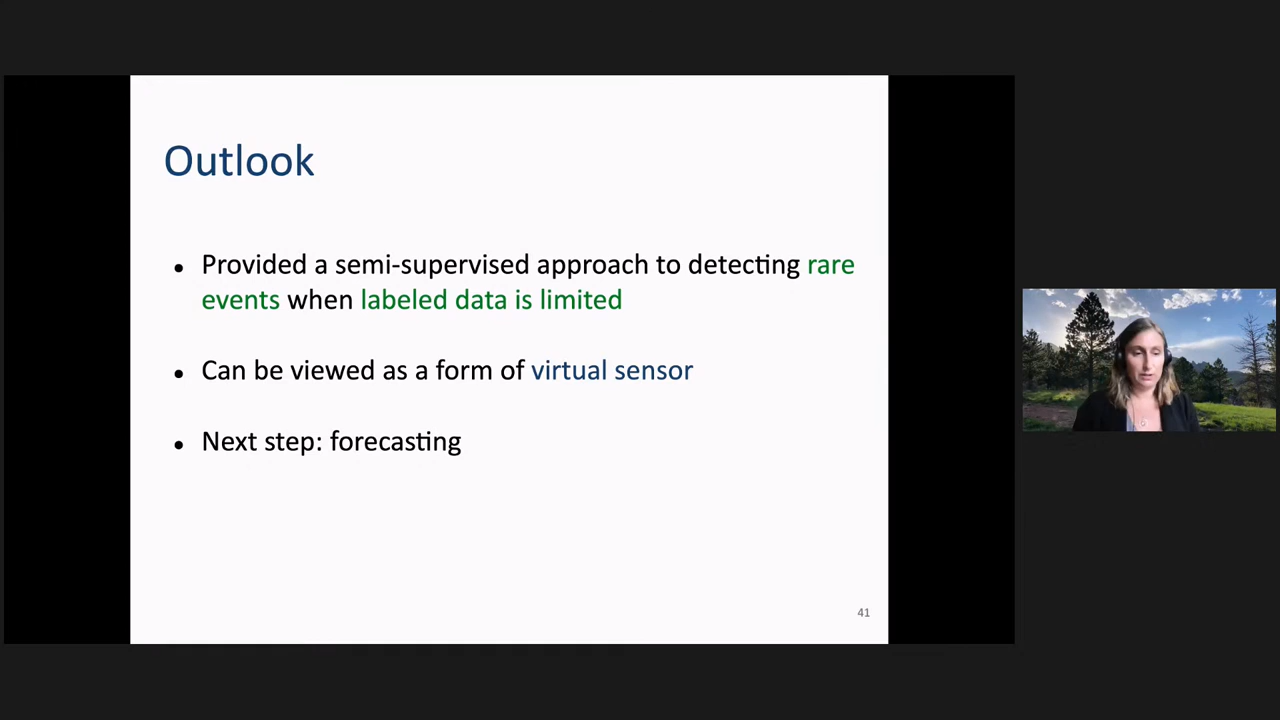 Outlook
• Provided a semi-supervised approach to detecting rare
events when labeled data is limited
• Can be viewed as a form of virtual sensor
• Next step: forecasting
41